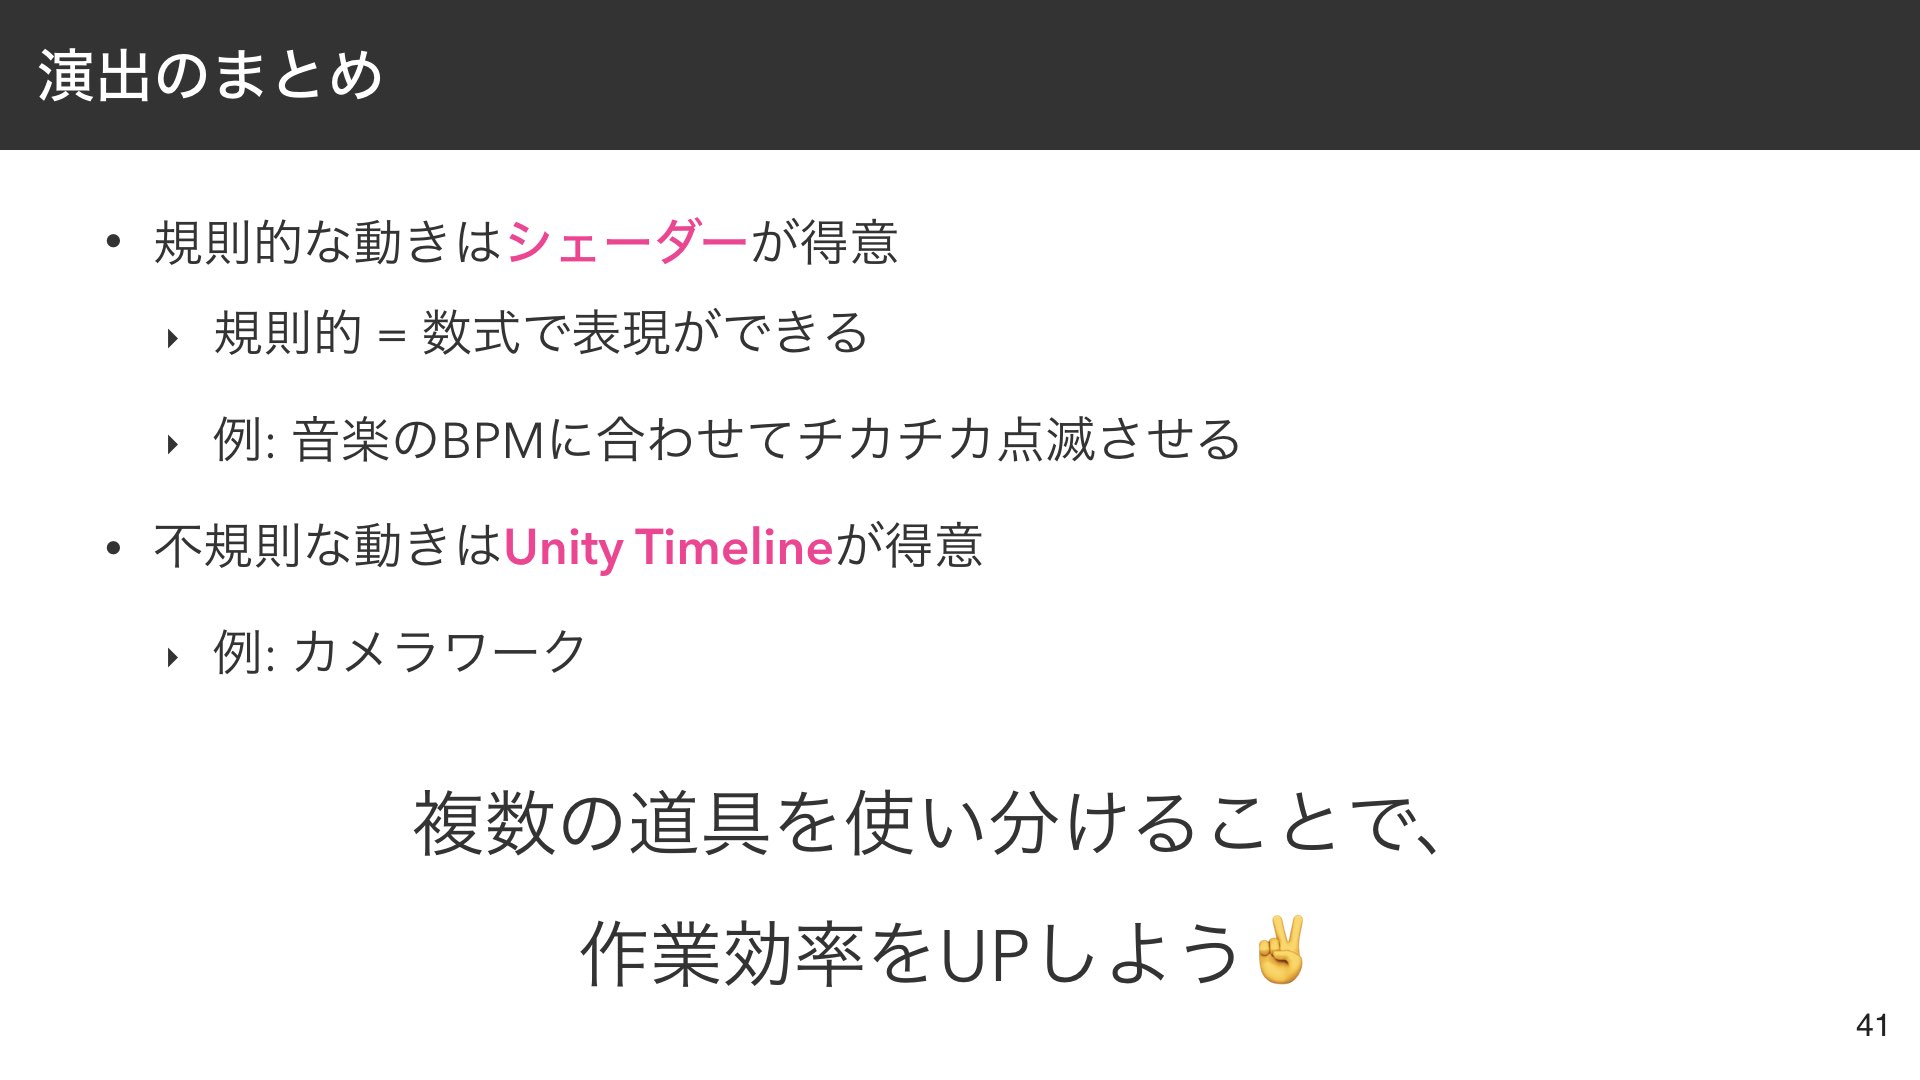 演出のまとめ
• 規則的な動きはシェーダーが得意
‣ 規則的 = 数式で表現ができる
‣ 例: 音楽のBPMに合わせてチカチカ点滅させる
• 不規則な動きはUnity Timelineが得意
‣ 例: カメラワーク
複数の道具を使い分けることで、
作業効率をUPしよう✌️
41